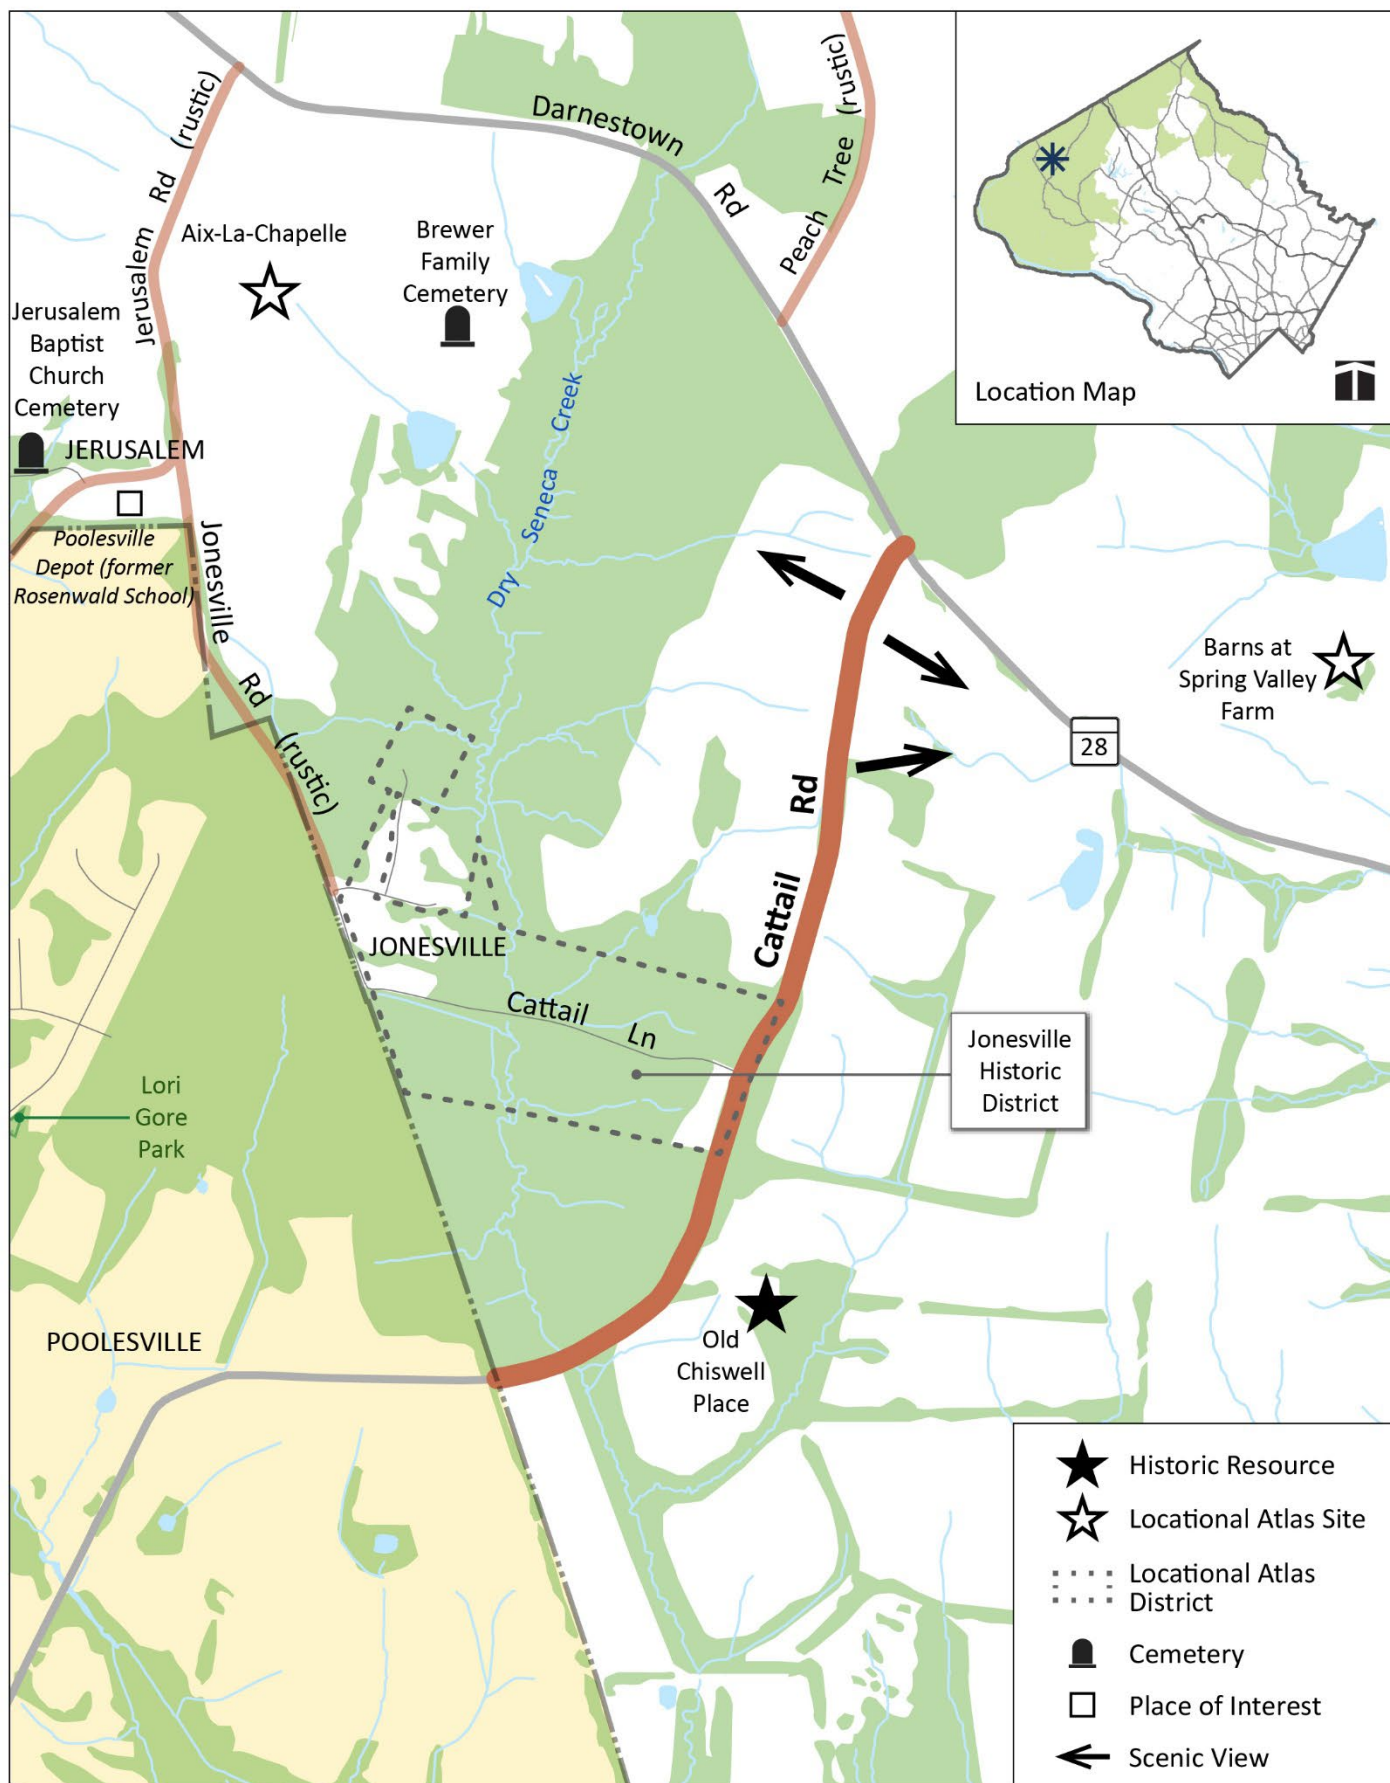 Darnestown
Rd
Peach Tree (rustic)
Jerusalem Rd (rustic)
Aix-La-Chapelle
Brewer
Family
Cemetery
Location Map
Jerusalem
Baptist
Church
Cemetery
JERUSALEM
Poolesville
Depot (former
Rosenwald School)
Jonesville Rd (rustic)
Dry Seneca Creek
Barns at
Spring Valley
Farm
28
Cattail Rd
JONESVILLE
Cattail Ln
Jonesville
Historic
District
Lori
Gore
Park
POOLESVILLE
Old
Chiswell
Place
Historic Resource
Locational Atlas Site
Locational Atlas
District
Cemetery
Place of Interest
Scenic View